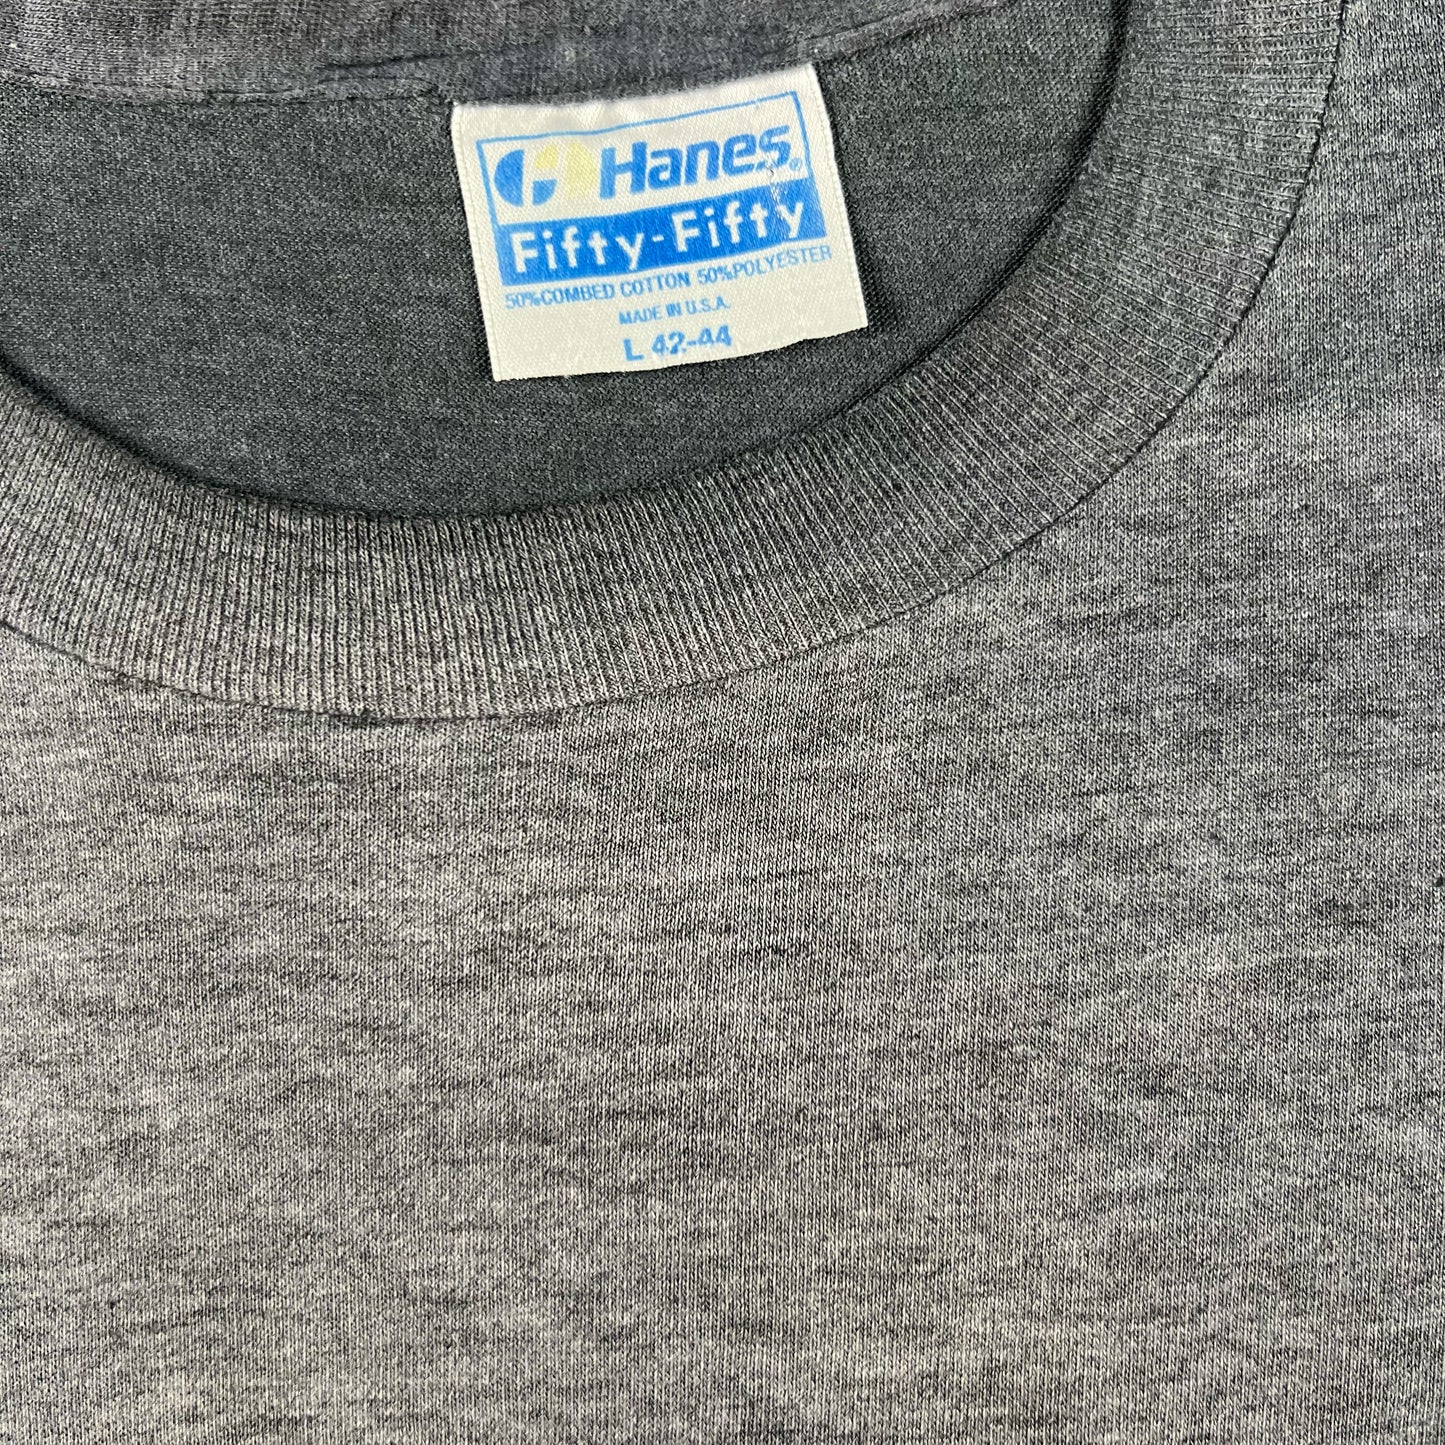 Hanes®
Fifty-Fifty
50%COMBED COTTON 50%POLYESTER
MADE IN U.S.A.
L 42-44